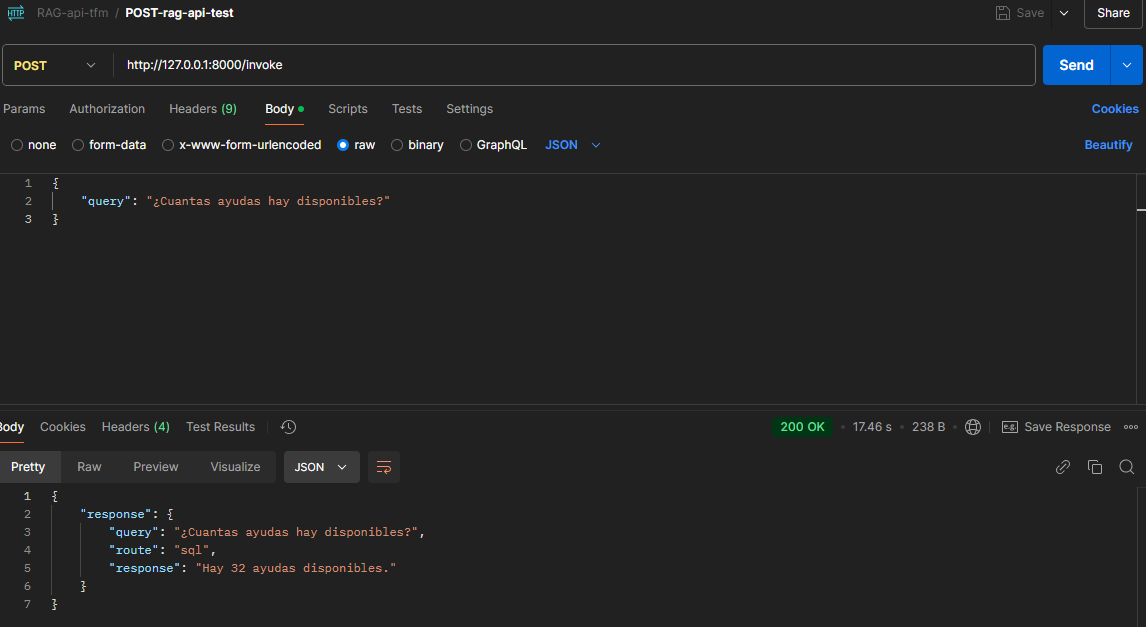 HTTP RAG-api-tfm / POST-rag-api-test Save Share
POST http://127.0.0.1:8000/invoke Send
Params Authorization Headers (9) Body Scripts Tests Settings Cookies
none form-data x-www-form-urlencoded raw binary GraphQL JSON Beautify
1 {
2 "query": "¿Cuantas ayudas hay disponibles?"
3 }
Body Cookies Headers (4) Test Results 200 OK 17.46 s 238 B e.g. Save Response
Pretty Raw Preview Visualize JSON
1 {
2 "response": {
3 "query": "¿Cuantas ayudas hay disponibles?",
4 "route": "sql",
5 "response": "Hay 32 ayudas disponibles."
6 }
7 }